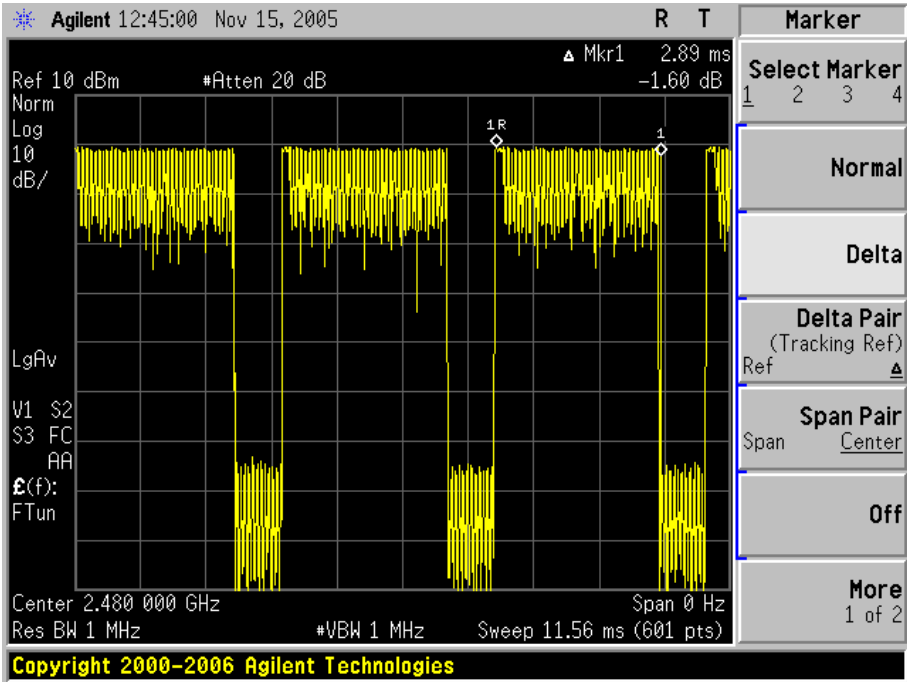 Agilent 12:45:00 Nov 15, 2005 R T
Δ Mkr1 2.89 ms
Ref 10 dBm #Atten 20 dB -1.60 dB
Norm
Log
10
dB/
1R
1
LgAv
V1 S2
S3 FC
AA
£(f):
FTun
Center 2.480 000 GHz Span 0 Hz
Res BW 1 MHz #VBW 1 MHz Sweep 11.56 ms (601 pts)
Copyright 2000-2006 Agilent Technologies
Marker
Select Marker
1 2 3 4
Normal
Delta
Delta Pair
(Tracking Ref)
Ref Δ
Span Pair
Span Center
Off
More
1 of 2